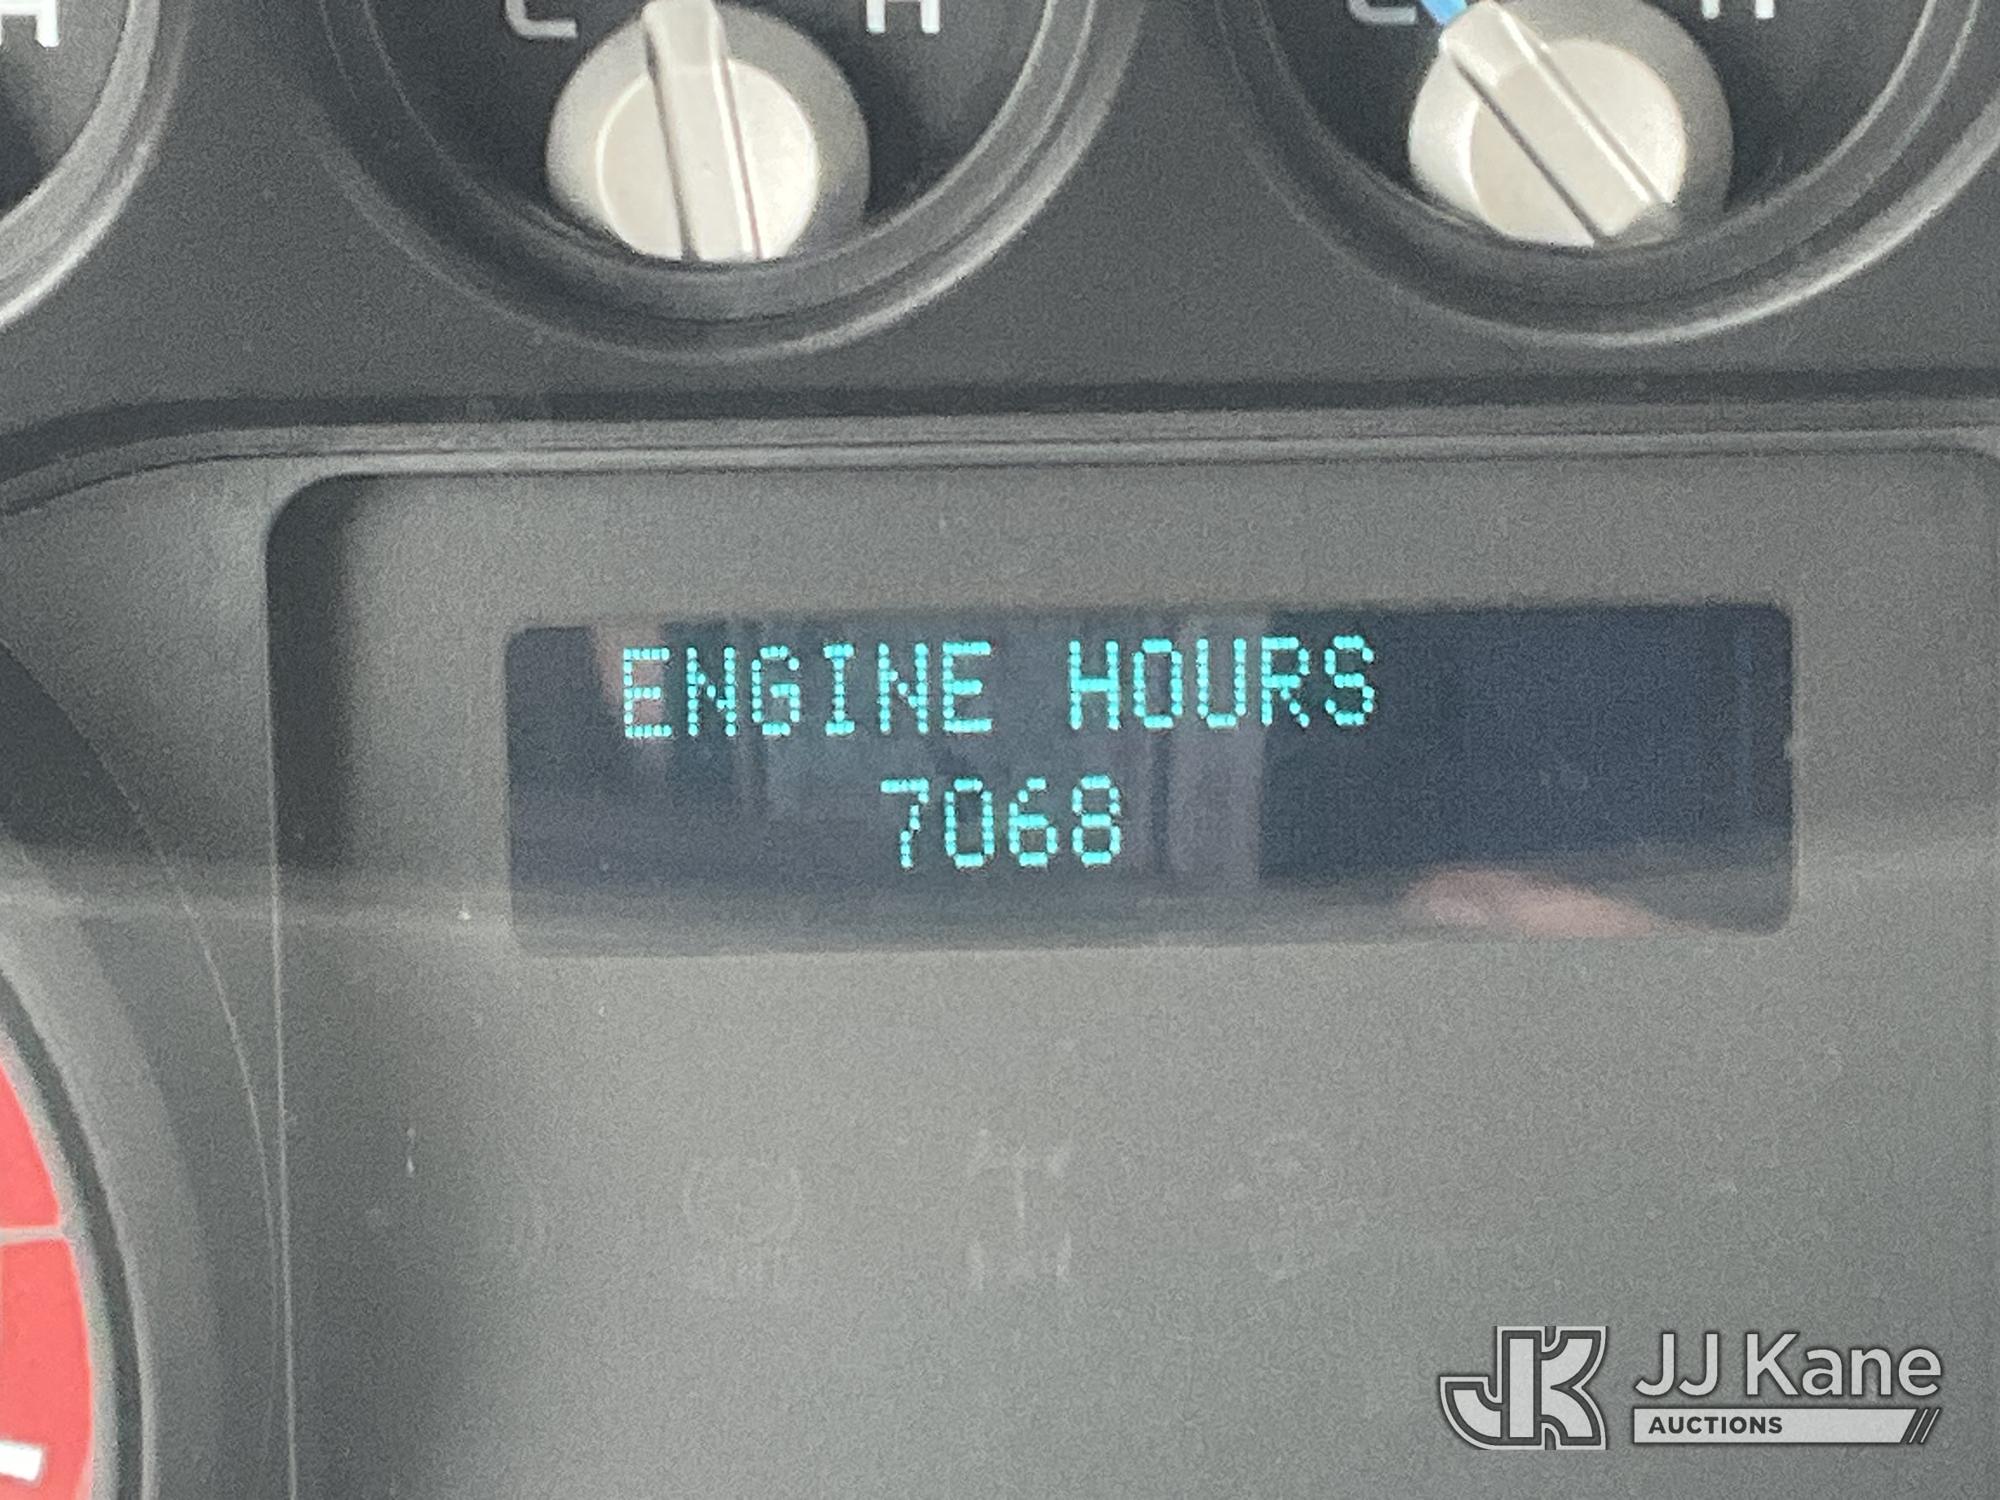 C H
H
ENGINE HOURS
7068
JJ Kane
AUCTIONS